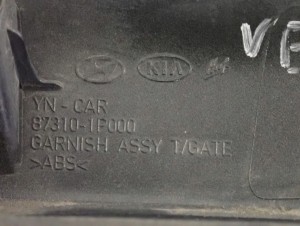 KIA
VE
YN-CAR
87310-1P000
GARNISH ASSY T/GATE
>ABS<